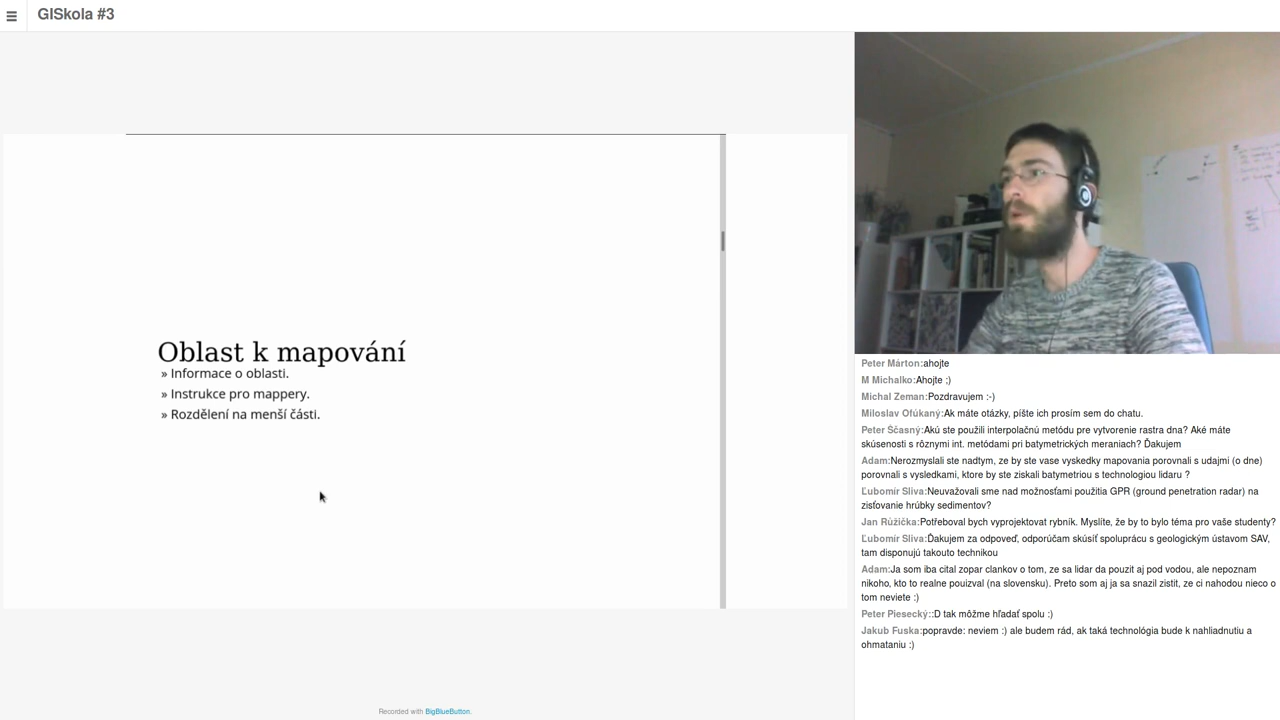 GISkola #3
Oblast k mapování
» Informace o oblasti.
» Instrukce pro mappery.
» Rozdělení na menší části.
Recorded with BigBlueButton.
Peter Márton:ahojte
M Michalko:Ahojte ;)
Michal Zeman:Pozdravujem :-)
Miloslav Ofúkaný:Ak máte otázky, píšte ich prosím sem do chatu.
Peter Ščasný:Akú ste použili interpolačnú metódu pre vytvorenie rastra dna? Aké máte
skúsenosti s rôznymi int. metódami pri batymetrických meraniach? Ďakujem
Adam:Nerozmyslali ste nadtym, ze by ste vase vyskedky mapovania porovnali s udajmi (o dne)
porovnali s vysledkami, ktore by ste ziskali batymetriou s technologiou lidaru ?
Ľubomír Sliva:Neuvažovali sme nad možnosťami použitia GPR (ground penetration radar) na
zisťovanie hrúbky sedimentov?
Jan Růžička:Potřeboval bych vyprojektovat rybník. Myslíte, že by to bylo téma pro vaše studenty?
Ľubomír Sliva:Ďakujem za odpoveď, odporúčam skúsiť spoluprácu s geologickým ústavom SAV,
tam disponujú takouto technikou
Adam:Ja som iba cital zopar clankov o tom, ze sa lidar da pouzit aj pod vodou, ale nepoznam
nikoho, kto to realne pouizval (na slovensku). Preto som aj ja sa snazil zistit, ze ci nahodou nieco o
tom neviete :)
Peter Piesecký::D tak môžme hľadať spolu :)
Jakub Fuska:popravde: neviem :) ale budem rád, ak taká technológia bude k nahliadnutiu a
ohmataniu :)